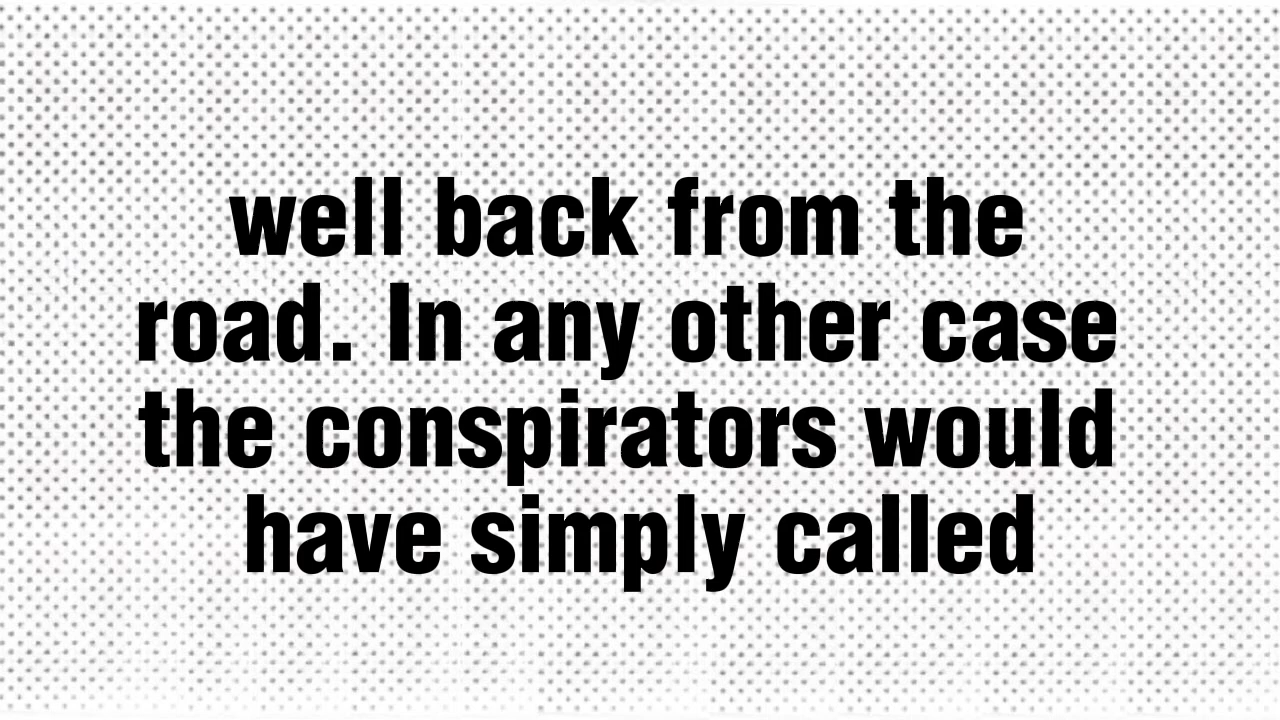 well back from the
road. In any other case
the conspirators would
have simply called